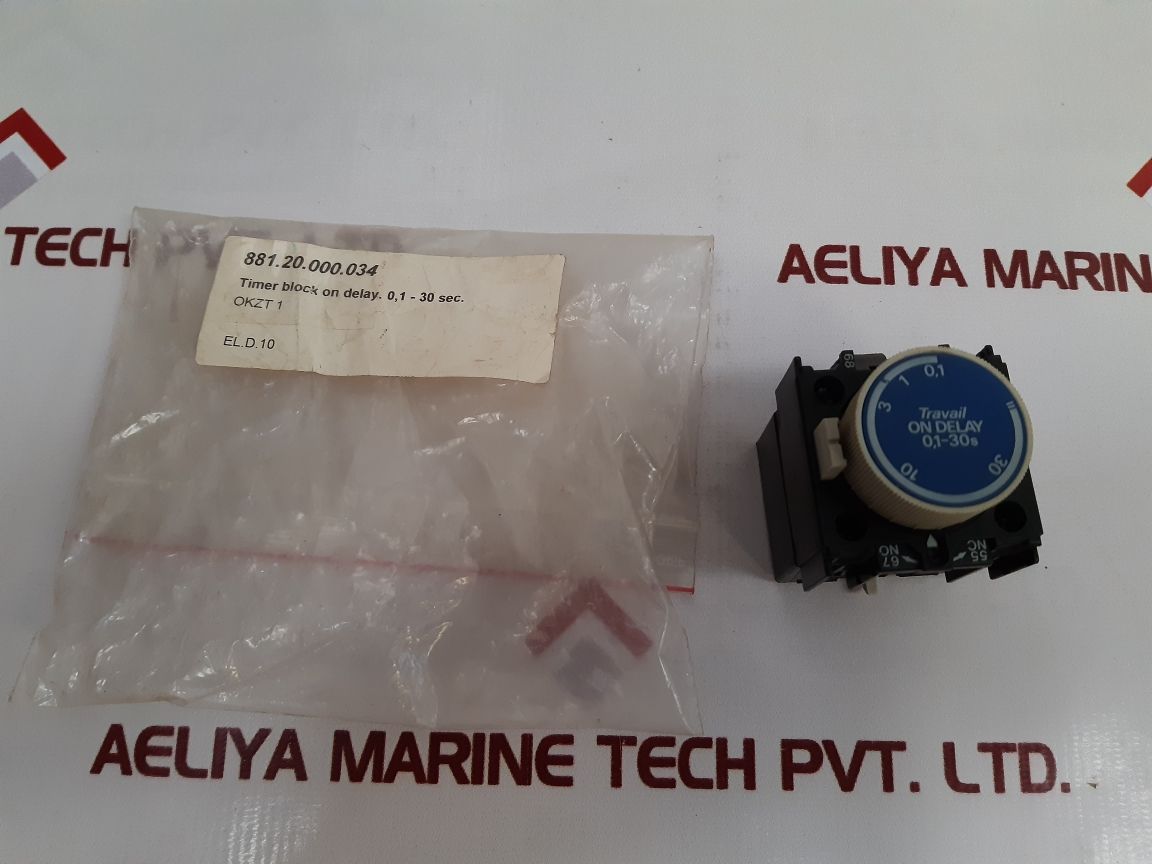 TECH
881.20.000.034
Timer block on delay. 0,1 - 30 sec.
OKZT 1
EL.D.10
AELIYA MARIN
68
0,1
1
3
10
30
Travail
ON DELAY
0,1-30s
67
NO
55
NC
AELIYA MARINE TECH PVT. LTD.